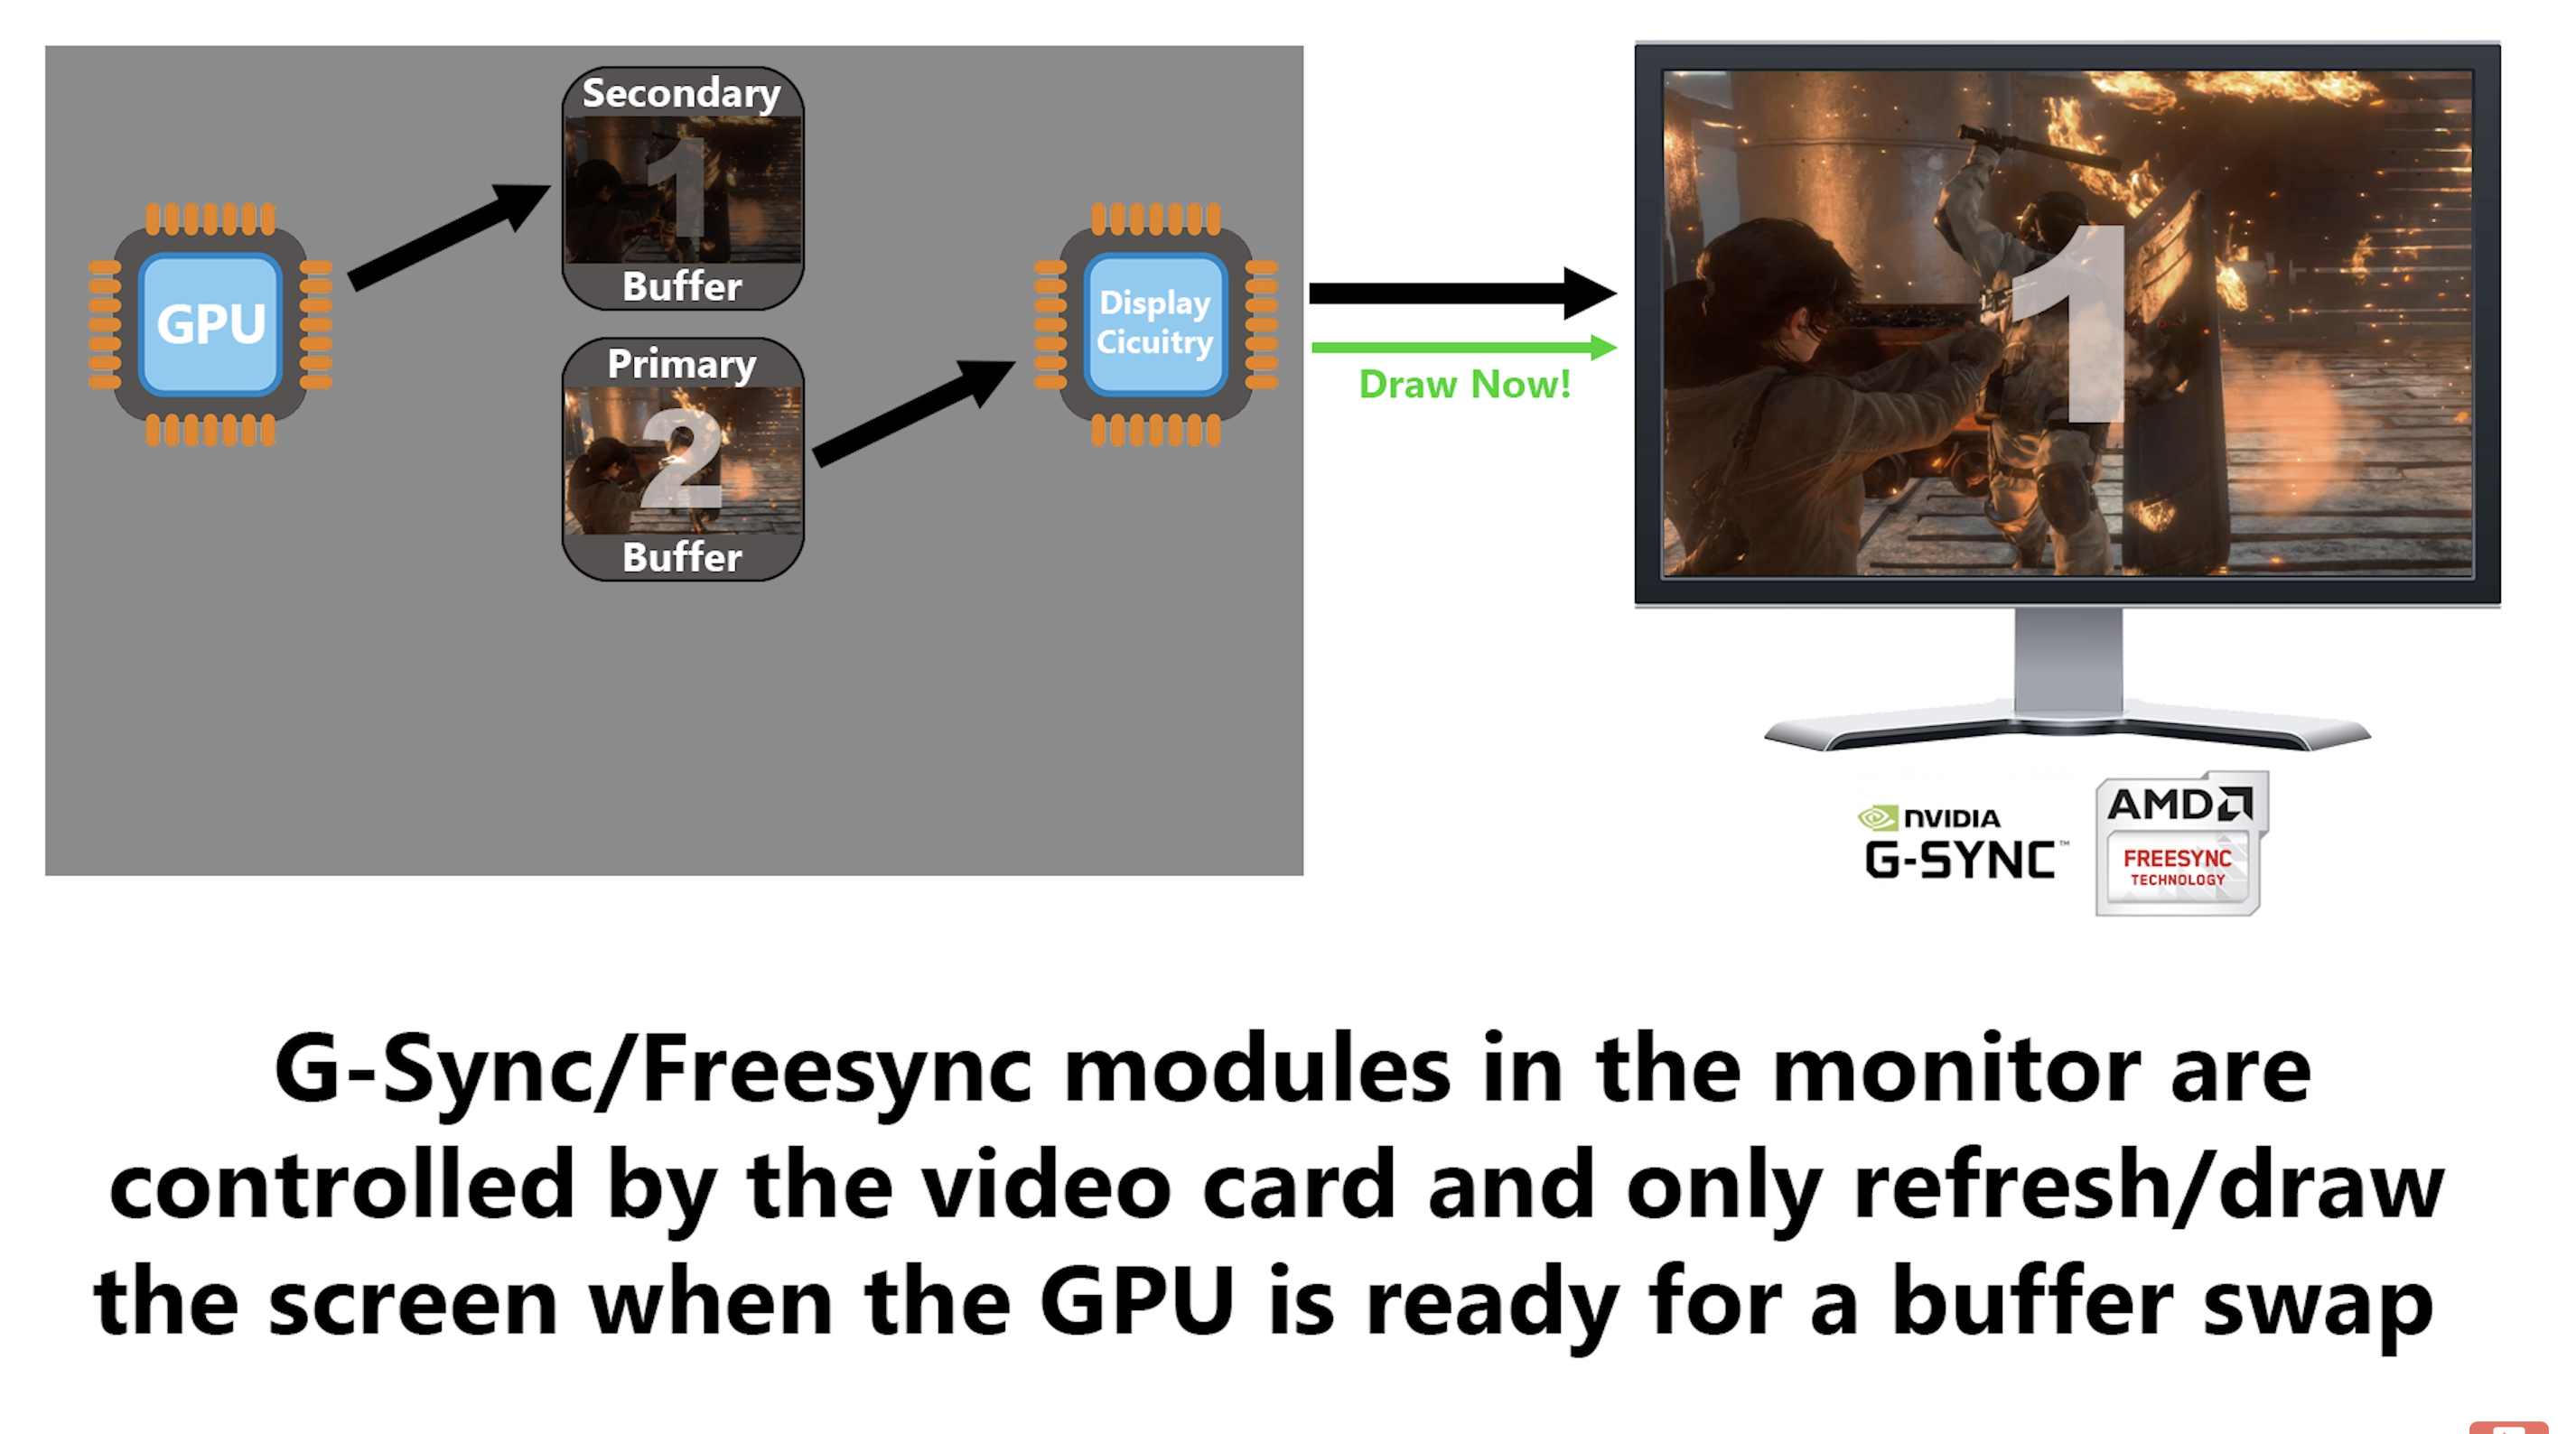 Secondary
1
Buffer
GPU
Primary
2
Buffer
Display
Cicuitry
Draw Now!
1
NVIDIA
G-SYNC™
AMD
FREESYNC
TECHNOLOGY
G-Sync/Freesync modules in the monitor are
controlled by the video card and only refresh/draw
the screen when the GPU is ready for a buffer swap